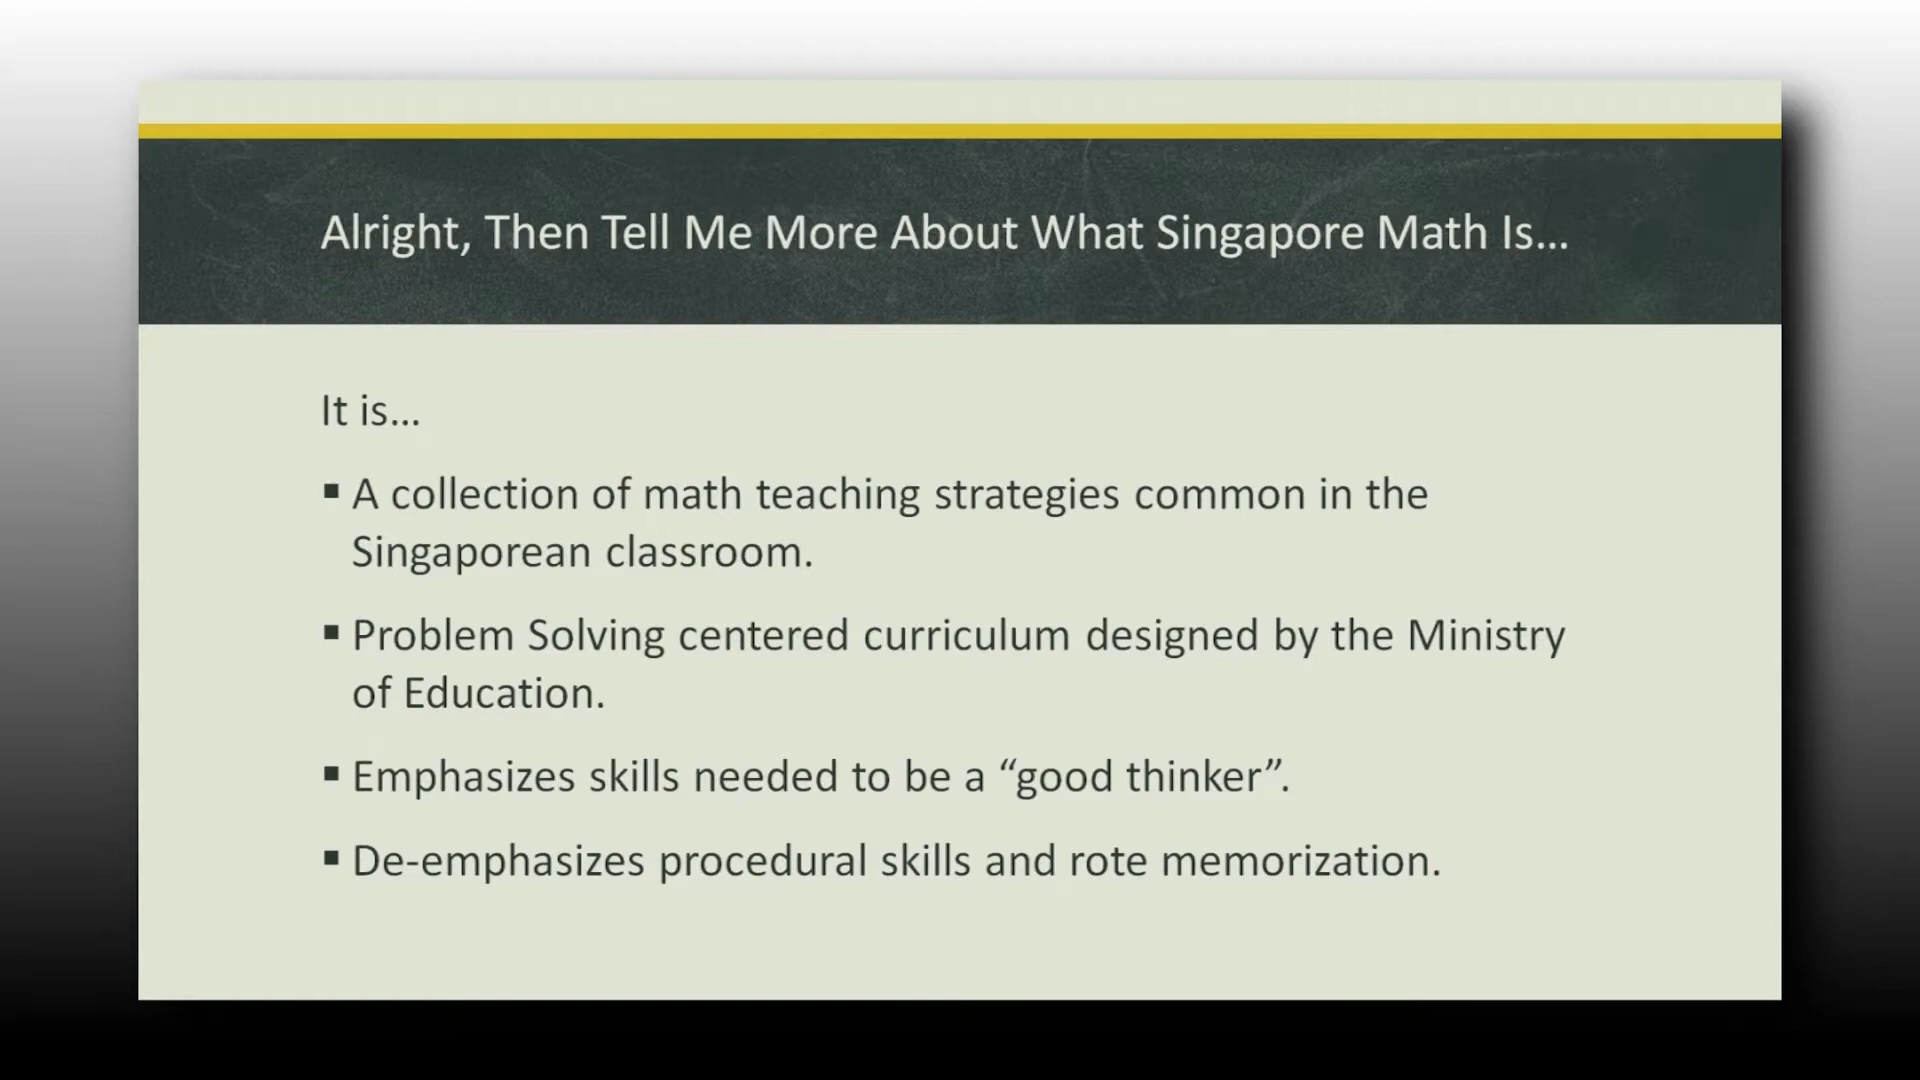 Alright, Then Tell Me More About What Singapore Math Is...
It is...
▪ A collection of math teaching strategies common in the
Singaporean classroom.
▪ Problem Solving centered curriculum designed by the Ministry
of Education.
▪ Emphasizes skills needed to be a “good thinker”.
▪ De-emphasizes procedural skills and rote memorization.